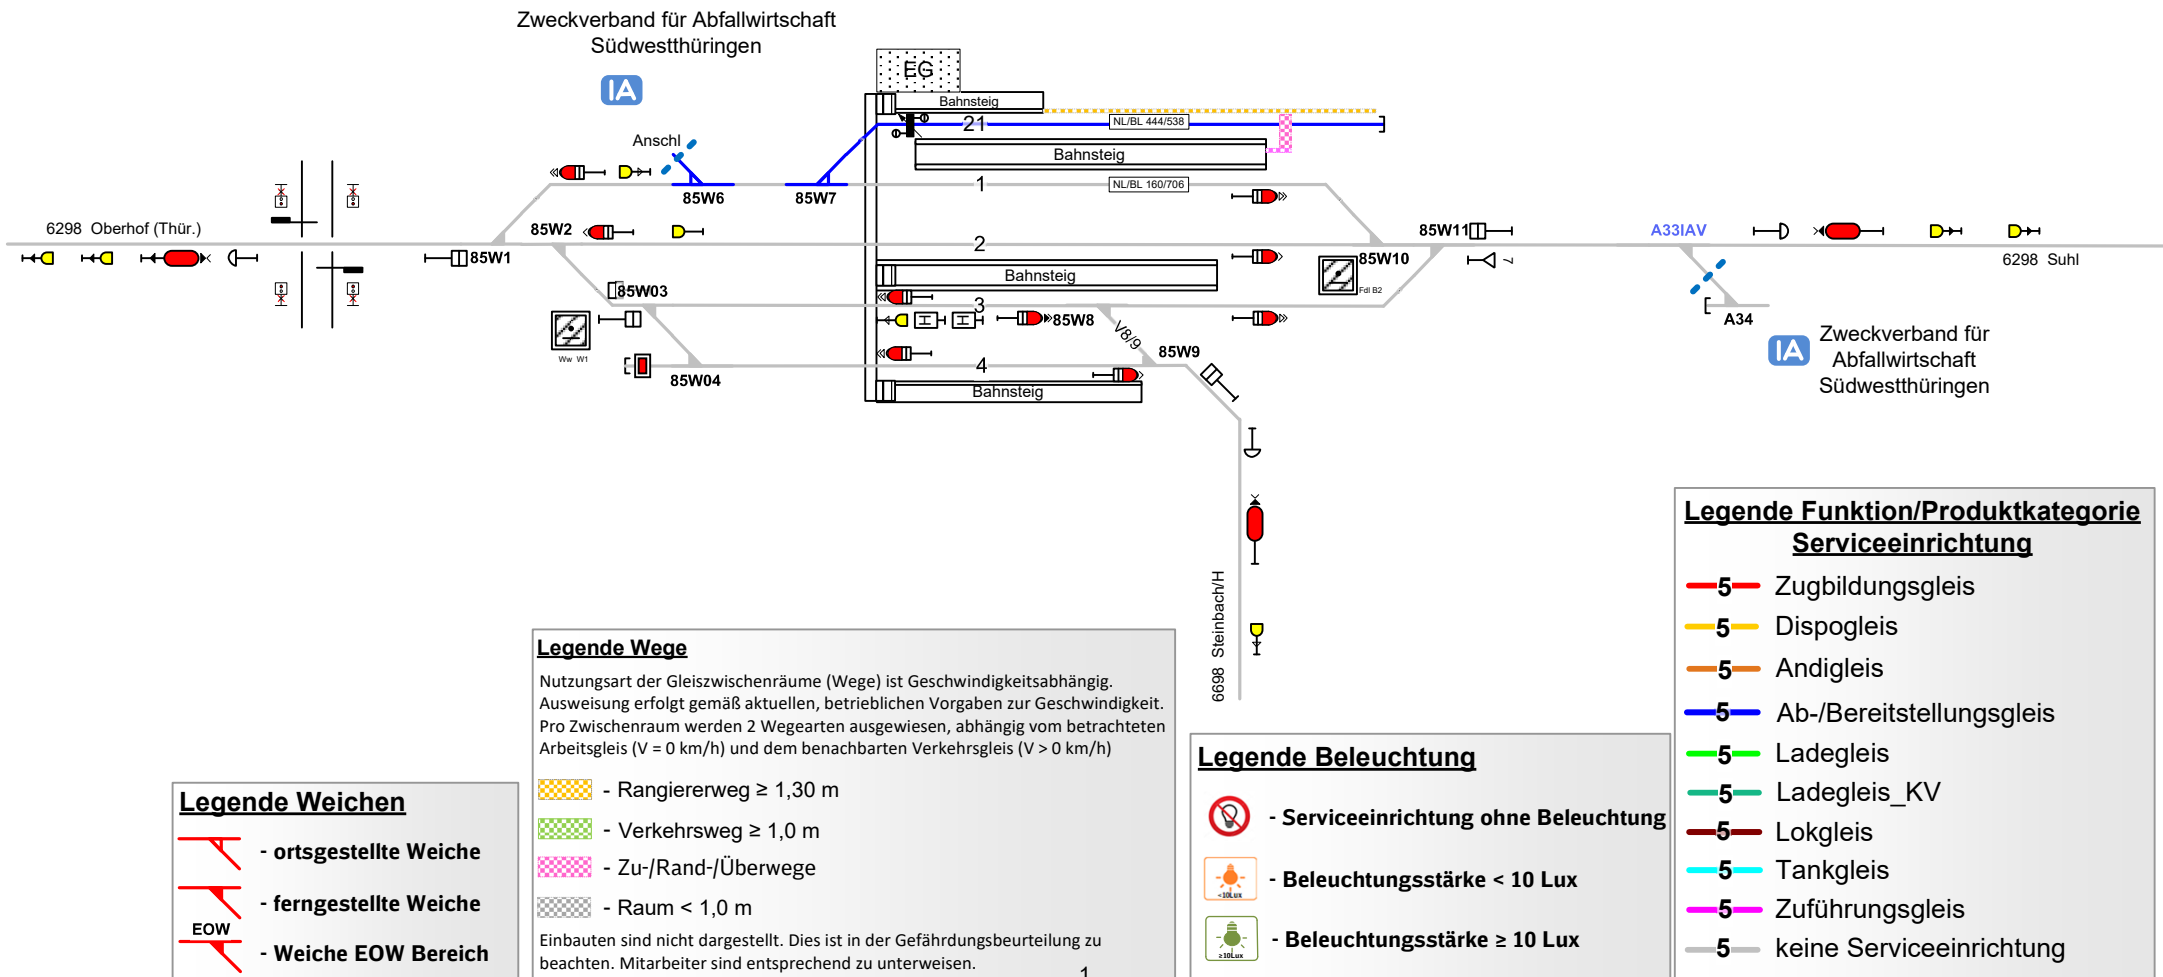 Zweckverband für Abfallwirtschaft
Südwestthüringen
IA
EG
Bahnsteig
21
NL/BL 444/538
Anschl
Bahnsteig
85W6
85W7
1
NL/BL 160/706
6298 Oberhof (Thür.)
85W2
85W1
2
85W11
85W10
A33IAV
6298 Suhl
7
Bahnsteig
Fdl B2
85W03
3
85W8
V8/9
A34
Ww W1
85W9
85W04
4
Bahnsteig
IA
Zweckverband für
Abfallwirtschaft
Südwestthüringen
6698 Steinbach/H
Legende Weichen
- ortsgestellte Weiche
- ferngestellte Weiche
EOW
- Weiche EOW Bereich
Legende Wege
Nutzungsart der Gleiszwischenräume (Wege) ist Geschwindigkeitsabhängig.
Ausweisung erfolgt gemäß aktuellen, betrieblichen Vorgaben zur Geschwindigkeit.
Pro Zwischenraum werden 2 Wegearten ausgewiesen, abhängig vom betrachteten
Arbeitsgleis (V = 0 km/h) und dem benachbarten Verkehrsgleis (V > 0 km/h)
- Rangiererweg ≥ 1,30 m
- Verkehrsweg ≥ 1,0 m
- Zu-/Rand-/Überwege
- Raum < 1,0 m
Einbauten sind nicht dargestellt. Dies ist in der Gefährdungsbeurteilung zu
beachten. Mitarbeiter sind entsprechend zu unterweisen.
1
Legende Beleuchtung
- Serviceeinrichtung ohne Beleuchtung
<10Lux
- Beleuchtungsstärke < 10 Lux
≥10Lux
- Beleuchtungsstärke ≥ 10 Lux
Legende Funktion/Produktkategorie
Serviceeinrichtung
5 Zugbildungsgleis
5 Dispogleis
5 Andigleis
5 Ab-/Bereitstellungsgleis
5 Ladegleis
5 Ladegleis_KV
5 Lokgleis
5 Tankgleis
5 Zuführungsgleis
5 keine Serviceeinrichtung